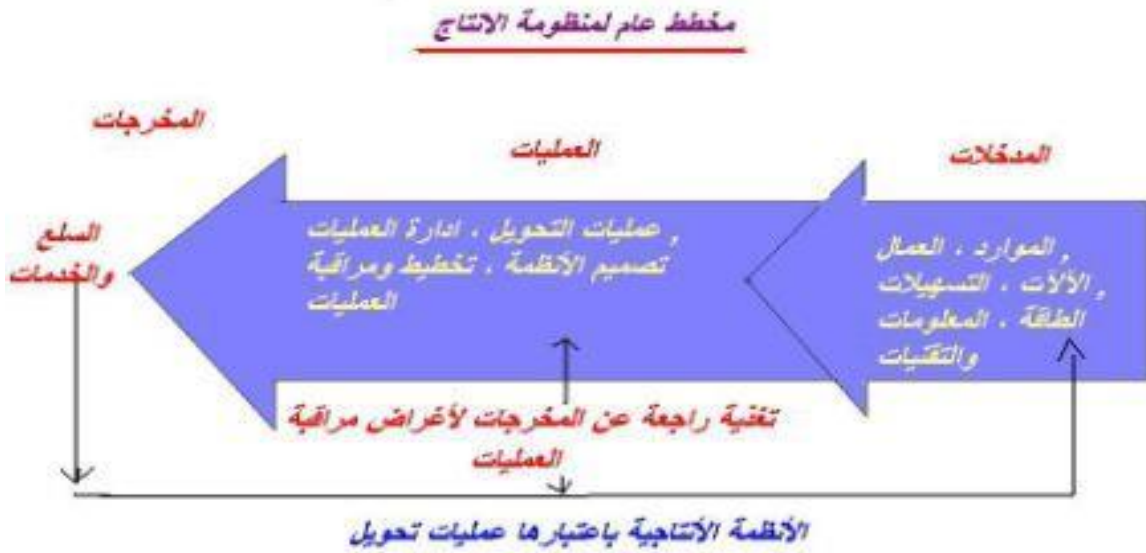 مخطط عام لمنظومة الانتاج
المدخلات
العمليات
المخرجات
الموارد ، العمال ,
الألات ، التسهيلات ,
الطاقة ، المعلومات
والتقنيات
عمليات التحويل ، ادارة العمليات ,
تصميم الأنظمة ، تخطيط ومراقبة
العمليات
السلع
والخدمات
تغذية راجعة عن المخرجات لأغراض مراقبة
العمليات
الأنظمة الأنتاجية باعتبارها عمليات تحويل